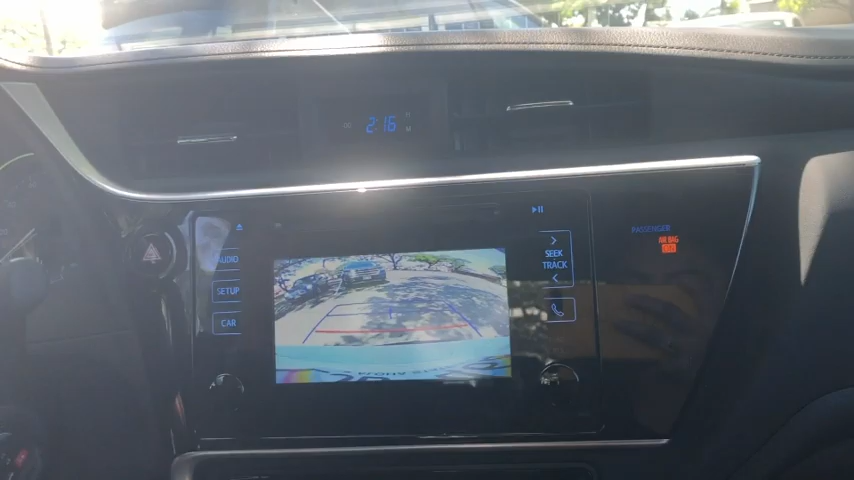 2:16
AUDIO
SETUP
CAR
SEEK
TRACK
PASSENGER
AIR BAG